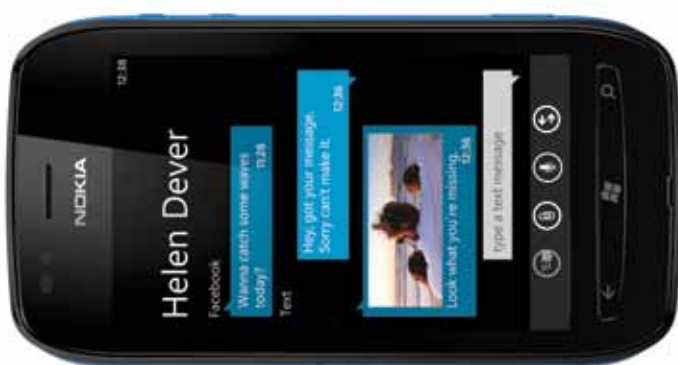 NOKIA
12:38
Helen Dever
Facebook
Wanna catch some waves
today?
11:28
Text
Hey, got your message.
Sorry can't make it.
12:36
Look what you're missing.
12:36
type a text message